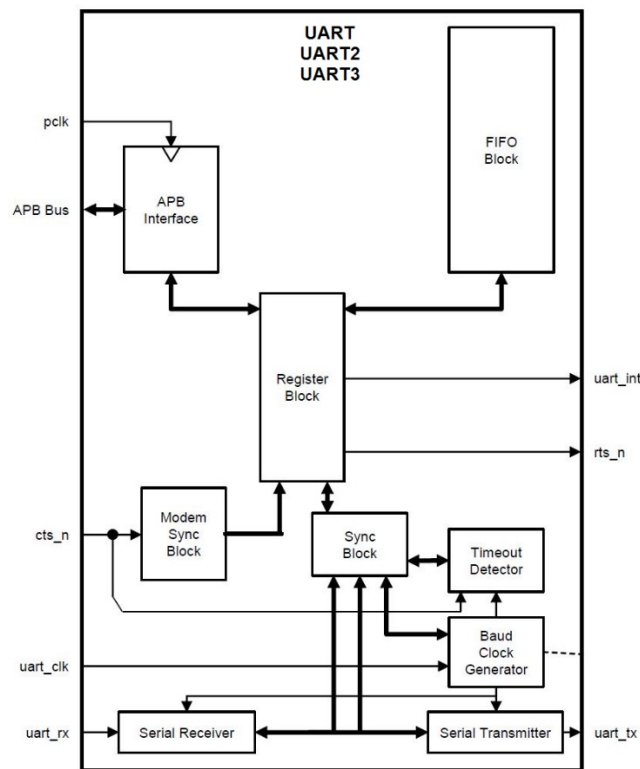 UART
UART2
UART3
pclk
FIFO
Block
APB
Interface
APB Bus
Register
Block
uart_int
rts_n
cts_n
Modem
Sync
Block
Sync
Block
Timeout
Detector
Baud
Clock
Generator
uart_clk
uart_rx
Serial Receiver
Serial Transmitter
uart_tx